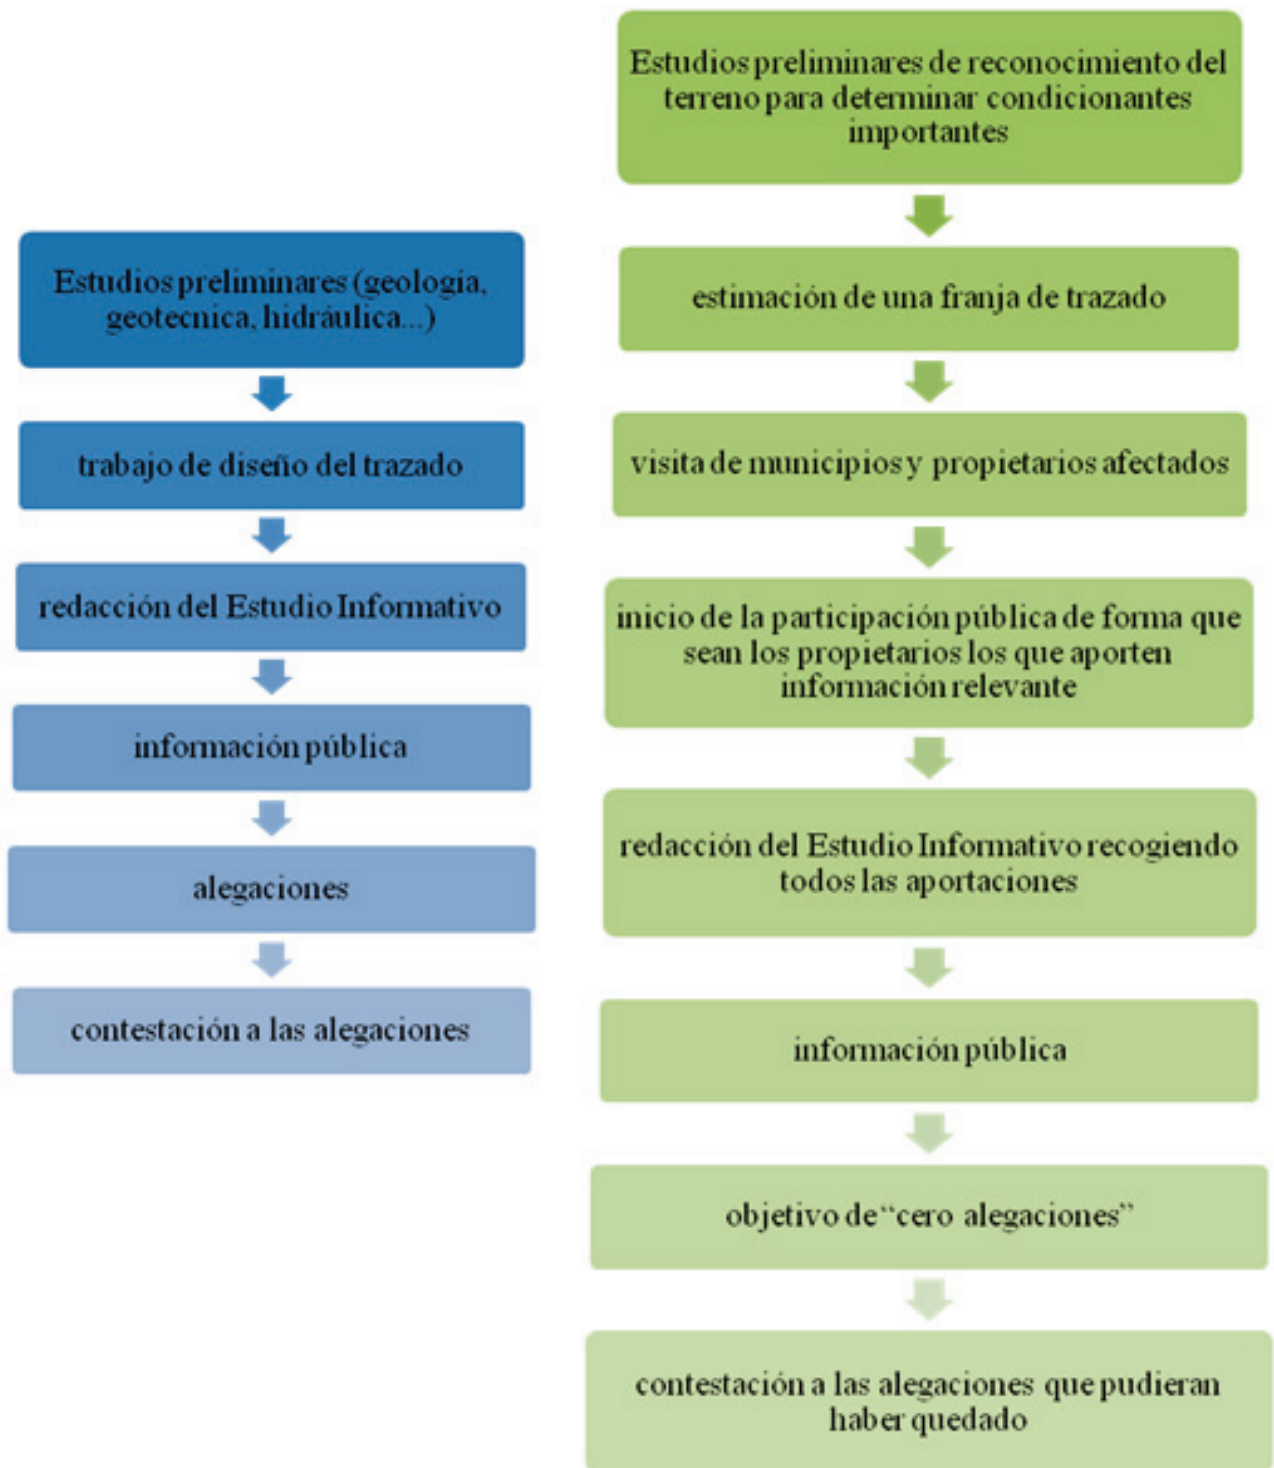 Estudios preliminares (geología,
geotecnica, hidráulica...)
trabajo de diseño del trazado
redacción del Estudio Informativo
información pública
alegaciones
contestación a las alegaciones
Estudios preliminares de reconocimiento del
terreno para determinar condicionantes
importantes
estimación de una franja de trazado
visita de municipios y propietarios afectados
inicio de la participación pública de forma que
sean los propietarios los que aporten
información relevante
redacción del Estudio Informativo recogiendo
todos las aportaciones
información pública
objetivo de “cero alegaciones”
contestación a las alegaciones que pudieran
haber quedado